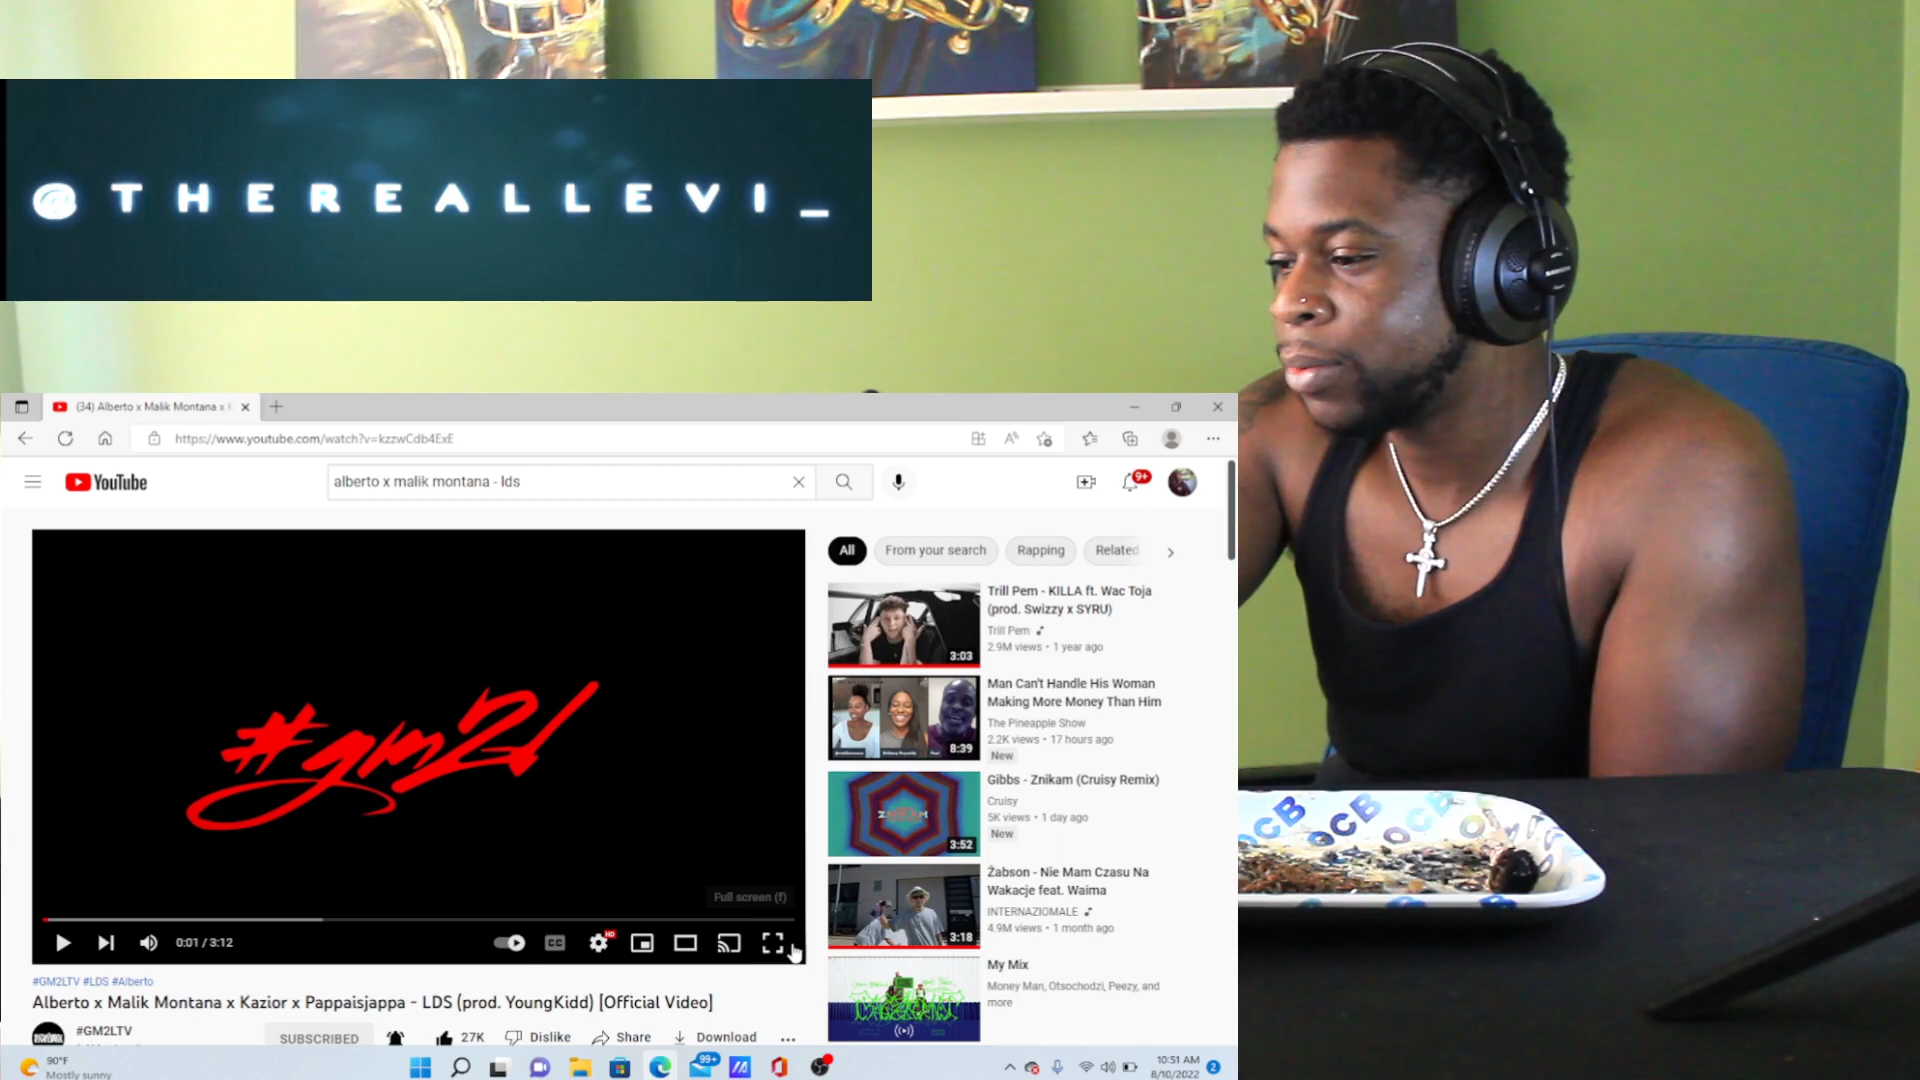 @THEREALLEVI_
(34) Alberto x Malik Montana x K
https://www.youtube.com/watch?v=kzzwCdb4ExE
YouTube
alberto x malik montana - lds
9+
#gm2l
Full screen (f)
0:01 / 3:12
CC
HD
#GM2LTV #LDS #Alberto
Alberto x Malik Montana x Kazior x Pappaisjappa - LDS (prod. YoungKidd) [Official Video]
#GM2LTV
SUBSCRIBED
27K
Dislike
Share
Download
All
From your search
Rapping
Related
Trill Pem - KILLA ft. Wac Toja
(prod. Swizzy x SYRU)
Trill Pem
2.9M views • 1 year ago
3:03
Man Can't Handle His Woman
Making More Money Than Him
The Pineapple Show
2.2K views • 17 hours ago
New
8:39
Gibbs - Znikam (Cruisy Remix)
Cruisy
5K views • 1 day ago
New
3:52
Żabson - Nie Mam Czasu Na
Wakacje feat. Waima
INTERNAZIOMALE
4.9M views • 1 month ago
3:18
My Mix
Money Man, Otsochodzi, Peezy, and
more
90°F
Mostly sunny
99+
10:51 AM
8/10/2022
2
OCB
OCB
OCB